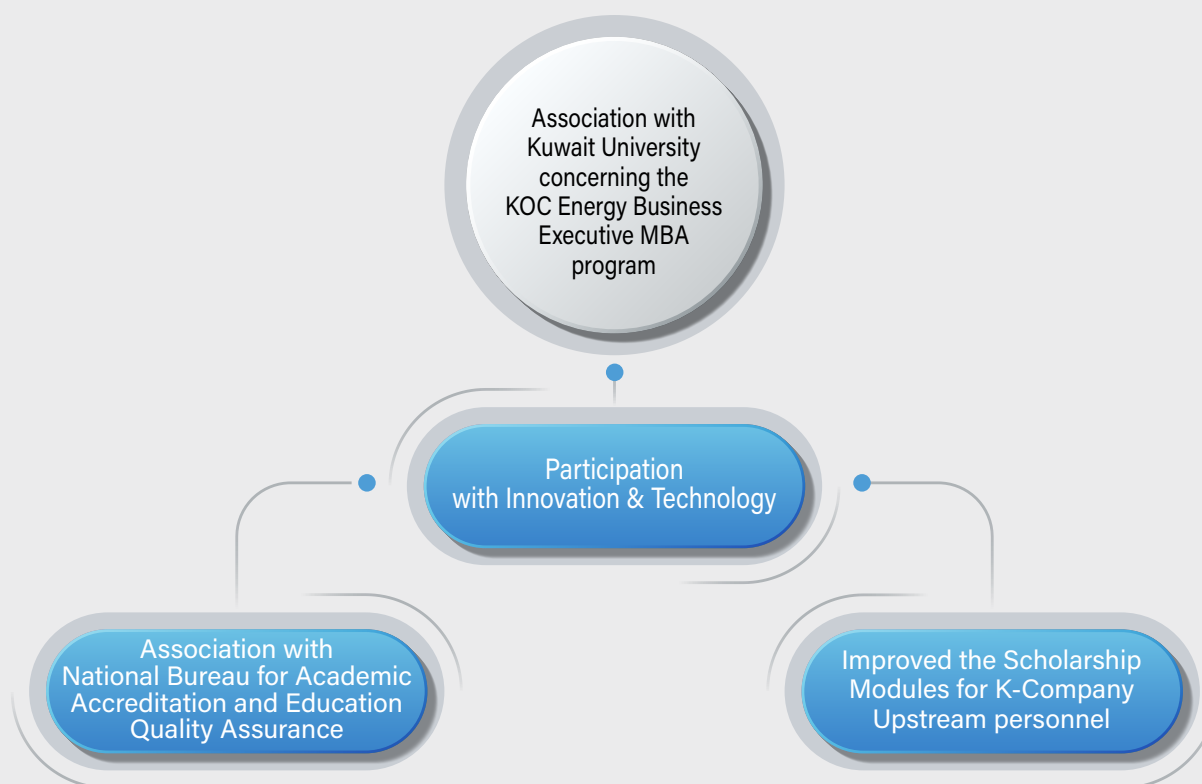 Association with
Kuwait University
concerning the
KOC Energy Business
Executive MBA
program
Participation
with Innovation & Technology
Association with
National Bureau for Academic
Accreditation and Education
Quality Assurance
Improved the Scholarship
Modules for K-Company
Upstream personnel